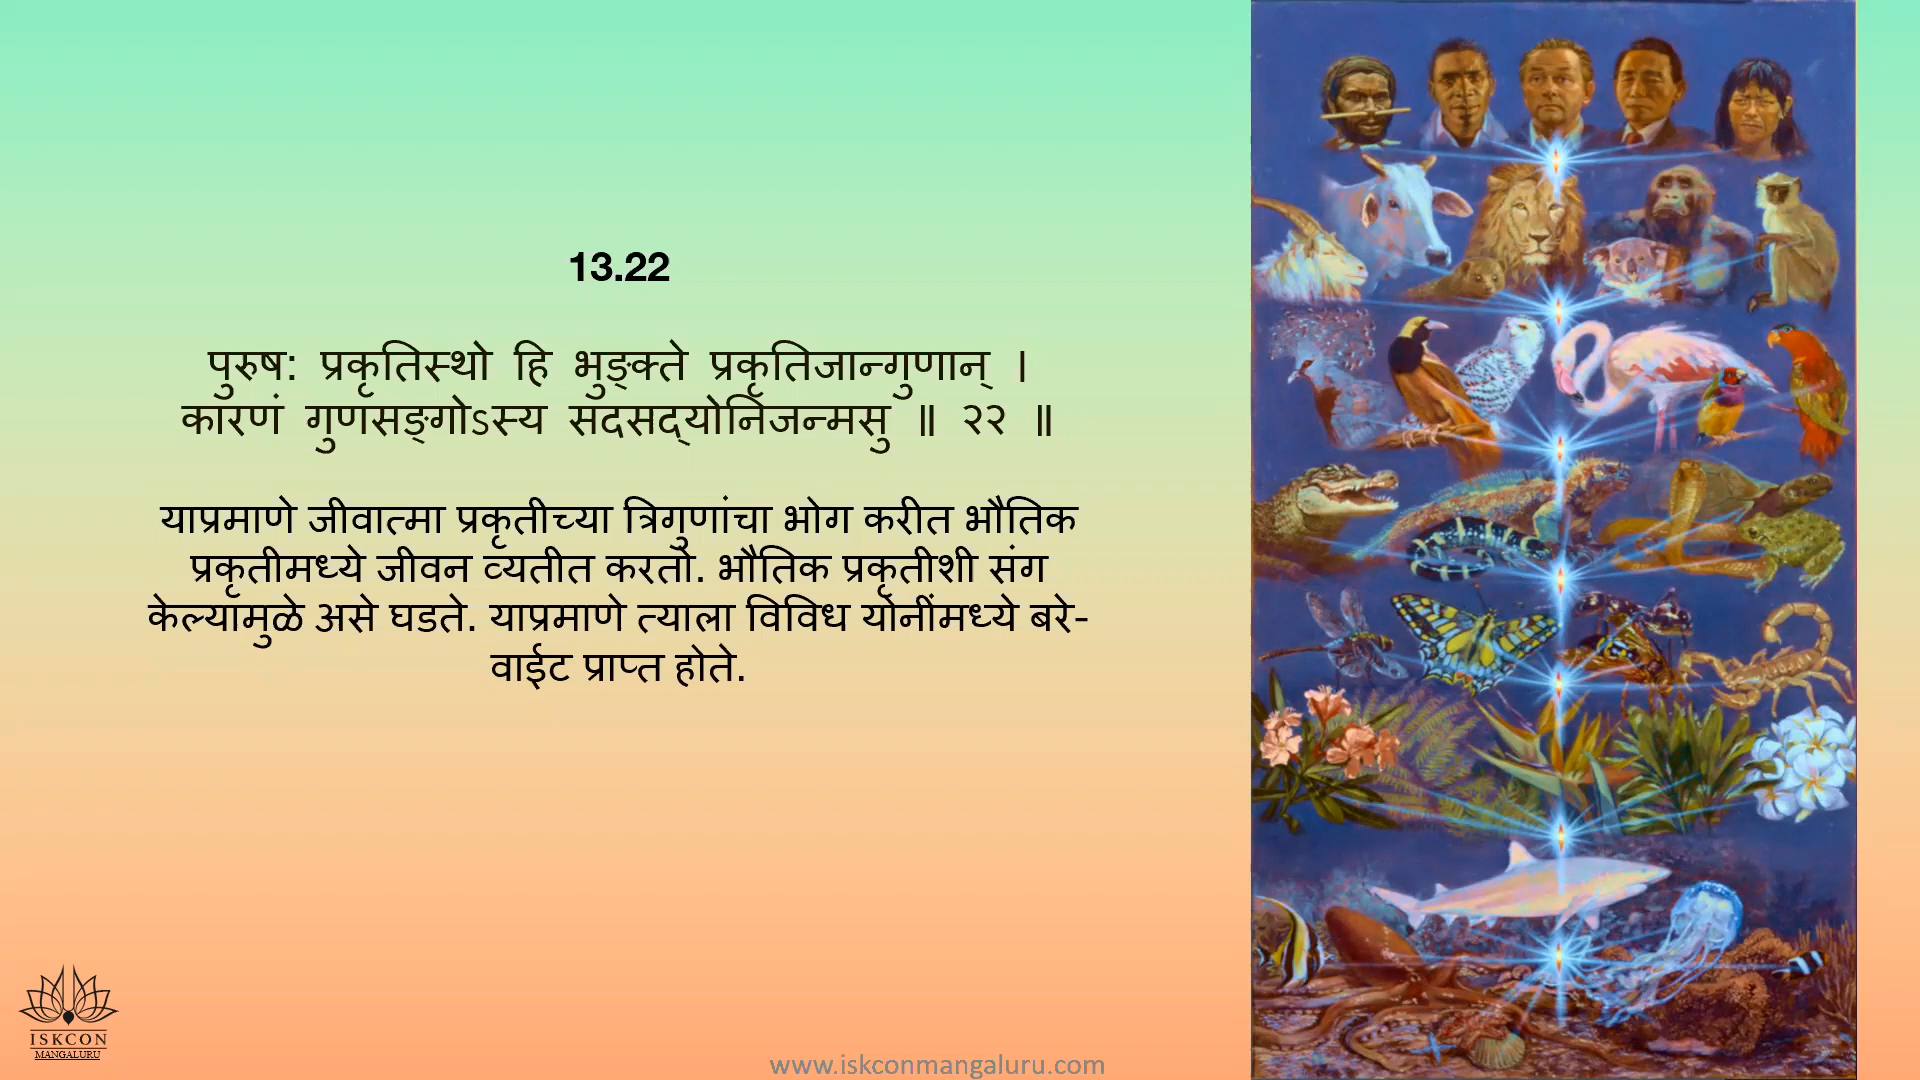 13.22
पुरुष: प्रकृतिस्थो हि भुङ्क्ते प्रकृतिजान्गुणान् ।
कारणं गुणसङ्गोऽस्य सदसद्योनिजन्मसु ॥ २२ ॥
याप्रमाणे जीवात्मा प्रकृतीच्या त्रिगुणांचा भोग करीत भौतिक
प्रकृतीमध्ये जीवन व्यतीत करतो. भौतिक प्रकृतीशी संग
केल्यामुळे असे घडते. याप्रमाणे त्याला विविध योनींमध्ये बरे-
वाईट प्राप्त होते.
ISKCON
MANGALURU
www.iskconmangaluru.com